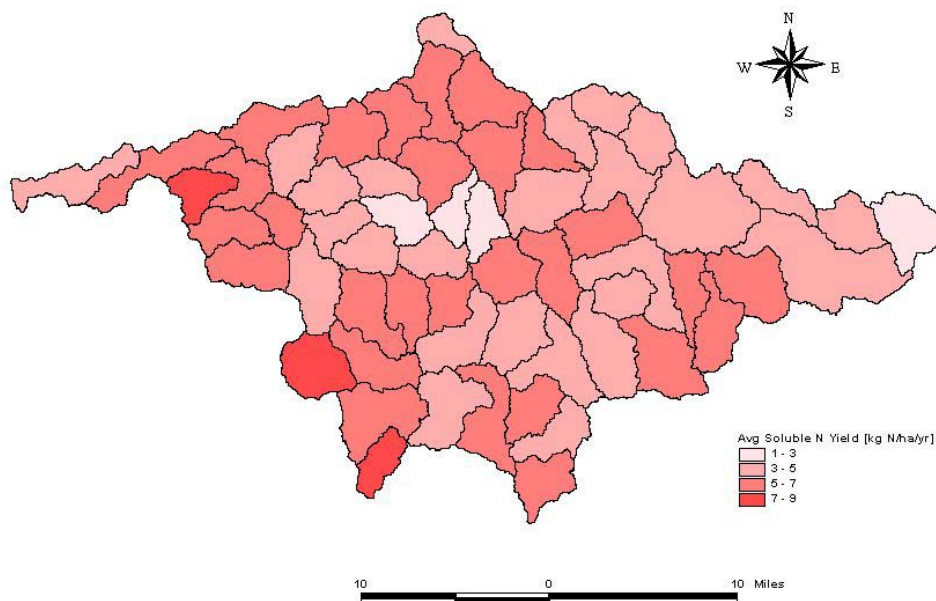 N
W E
S
Avg Soluble N Yield [kg N/ha/yr]
1 - 3
3 - 5
5 - 7
7 - 9
10 0 10 Miles